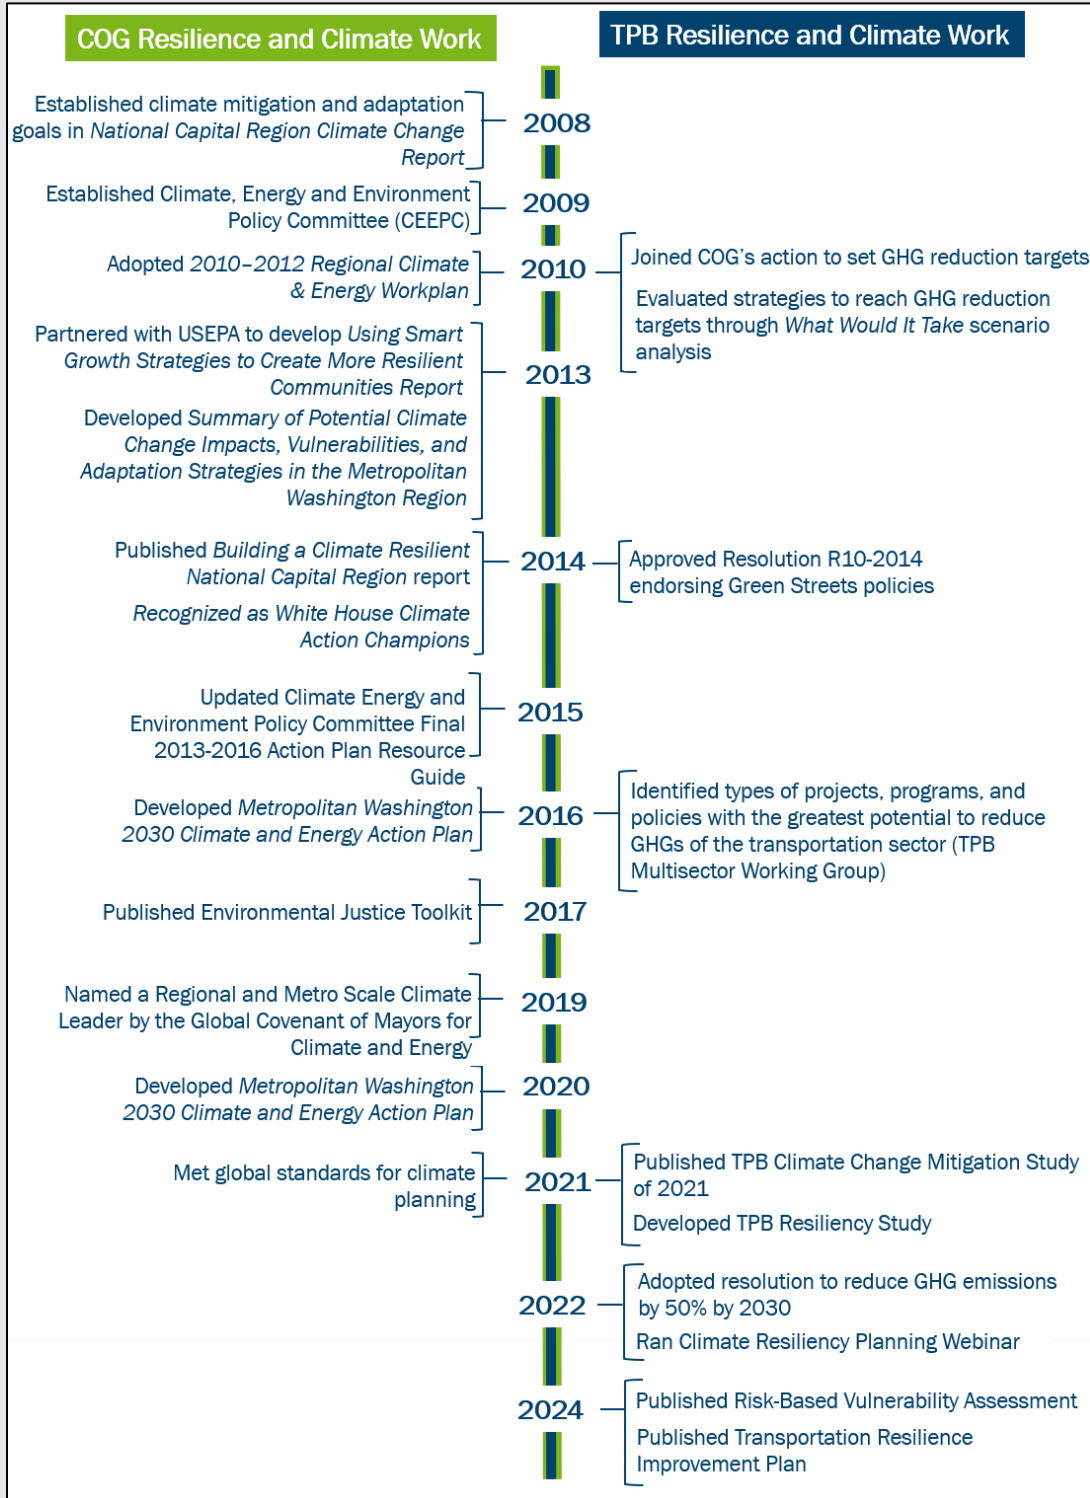 COG Resilience and Climate Work
TPB Resilience and Climate Work
Established climate mitigation and adaptation
goals in National Capital Region Climate Change
Report
2008
Established Climate, Energy and Environment
Policy Committee (CEEPC)
2009
Adopted 2010–2012 Regional Climate
& Energy Workplan
2010
Joined COG's action to set GHG reduction targets
Evaluated strategies to reach GHG reduction
targets through What Would It Take scenario
analysis
Partnered with USEPA to develop Using Smart
Growth Strategies to Create More Resilient
Communities Report
Developed Summary of Potential Climate
Change Impacts, Vulnerabilities, and
Adaptation Strategies in the Metropolitan
Washington Region
2013
Published Building a Climate Resilient
National Capital Region report
Recognized as White House Climate
Action Champions
2014
Approved Resolution R10-2014
endorsing Green Streets policies
Updated Climate Energy and
Environment Policy Committee Final
2013-2016 Action Plan Resource
Guide
2015
Developed Metropolitan Washington
2030 Climate and Energy Action Plan
2016
Identified types of projects, programs, and
policies with the greatest potential to reduce
GHGs of the transportation sector (TPB
Multisector Working Group)
Published Environmental Justice Toolkit
2017
Named a Regional and Metro Scale Climate
Leader by the Global Covenant of Mayors for
Climate and Energy
2019
Developed Metropolitan Washington
2030 Climate and Energy Action Plan
2020
Met global standards for climate
planning
2021
Published TPB Climate Change Mitigation Study
of 2021
Developed TPB Resiliency Study
2022
Adopted resolution to reduce GHG emissions
by 50% by 2030
Ran Climate Resiliency Planning Webinar
2024
Published Risk-Based Vulnerability Assessment
Published Transportation Resilience
Improvement Plan